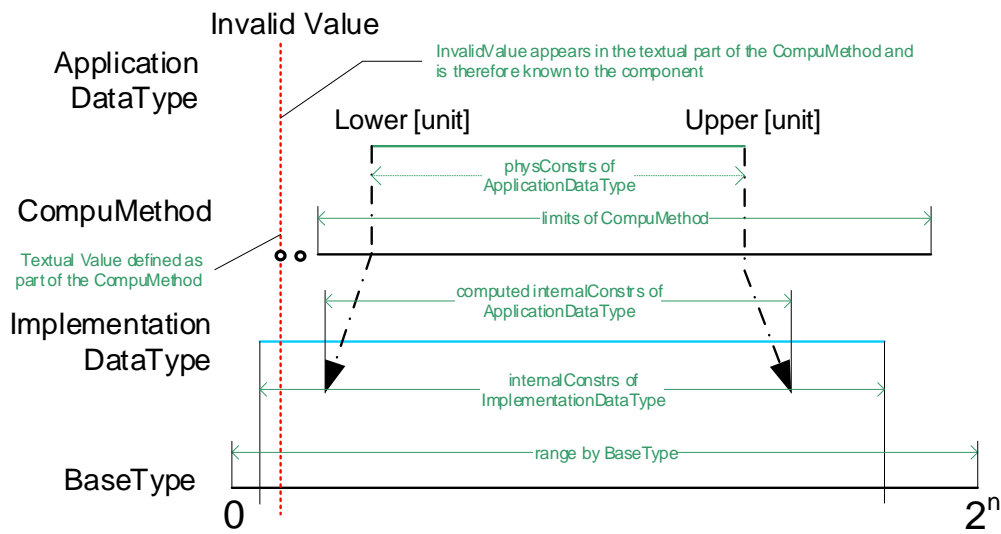 Invalid Value
Application
DataType
InvalidValue appears in the textual part of the CompuMethod and
is therefore known to the component
Lower [unit]
Upper [unit]
physConstrs of
ApplicationDataType
CompuMethod
limits of CompuMethod
Textual Value defined as
part of the CompuMethod
computed internalConstrs of
ApplicationDataType
Implementation
DataType
internalConstrs of
ImplementationDataType
range by BaseType
BaseType
0
2ⁿ